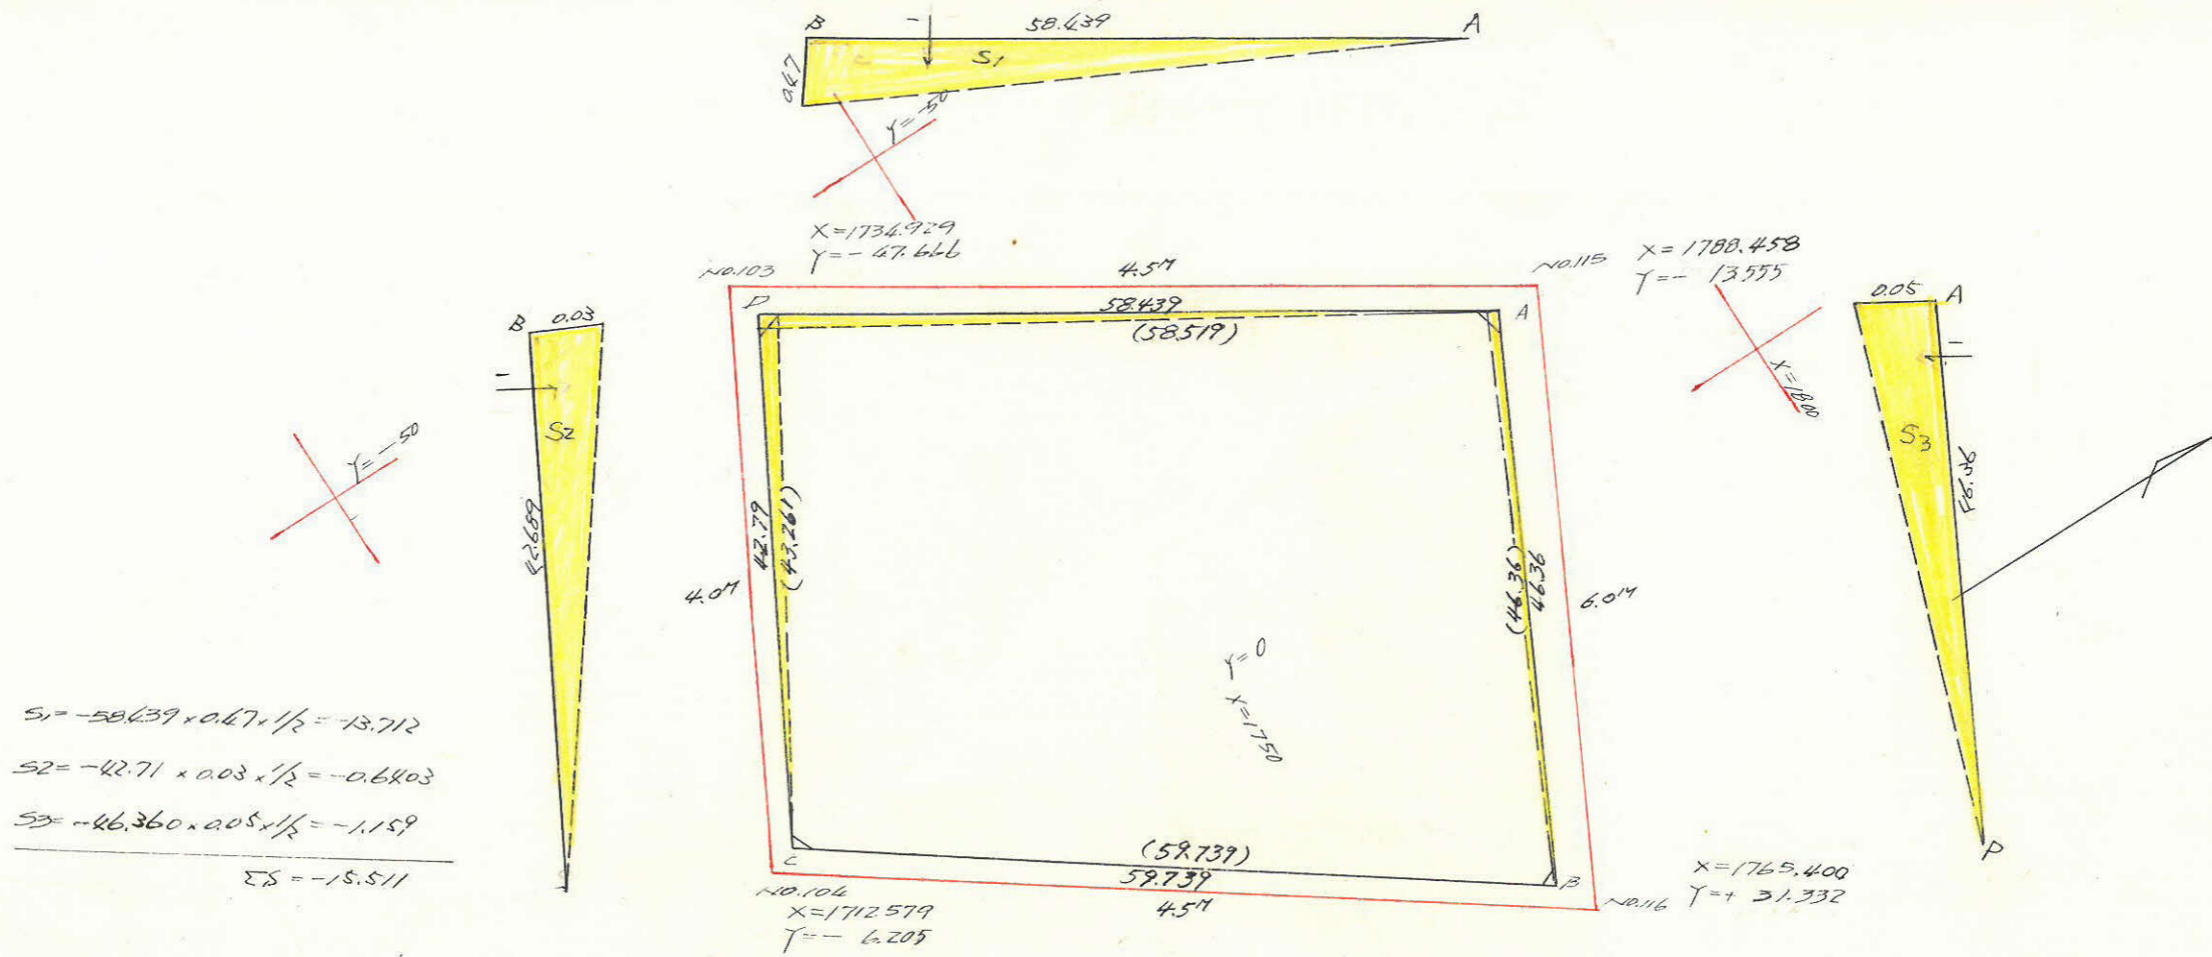 B
-
58.439
A
0.47
S1
Y=-50
X=1734.929
Y=-47.666
NO.103
4.5M
NO.115
X=1788.458
Y=-13.555
D
58.439
A
(58.519)
B
0.03
-
S2
42.689
Y=-50
0.05
A
-
X=1800
S3
46.36
D
42.79
(43.261)
4.0M
(46.36)
46.36
6.0M
Y=0
X=1750
S1=-58.439×0.47×1/2=-13.712
S2=-42.71×0.03×1/2=-0.6403
S3=-46.360×0.05×1/2=-1.159
ΣS=-15.511
C
(59.739)
59.739
B
NO.104
X=1712.579
Y=-6.205
4.5M
NO.116
X=1765.400
Y=+31.332